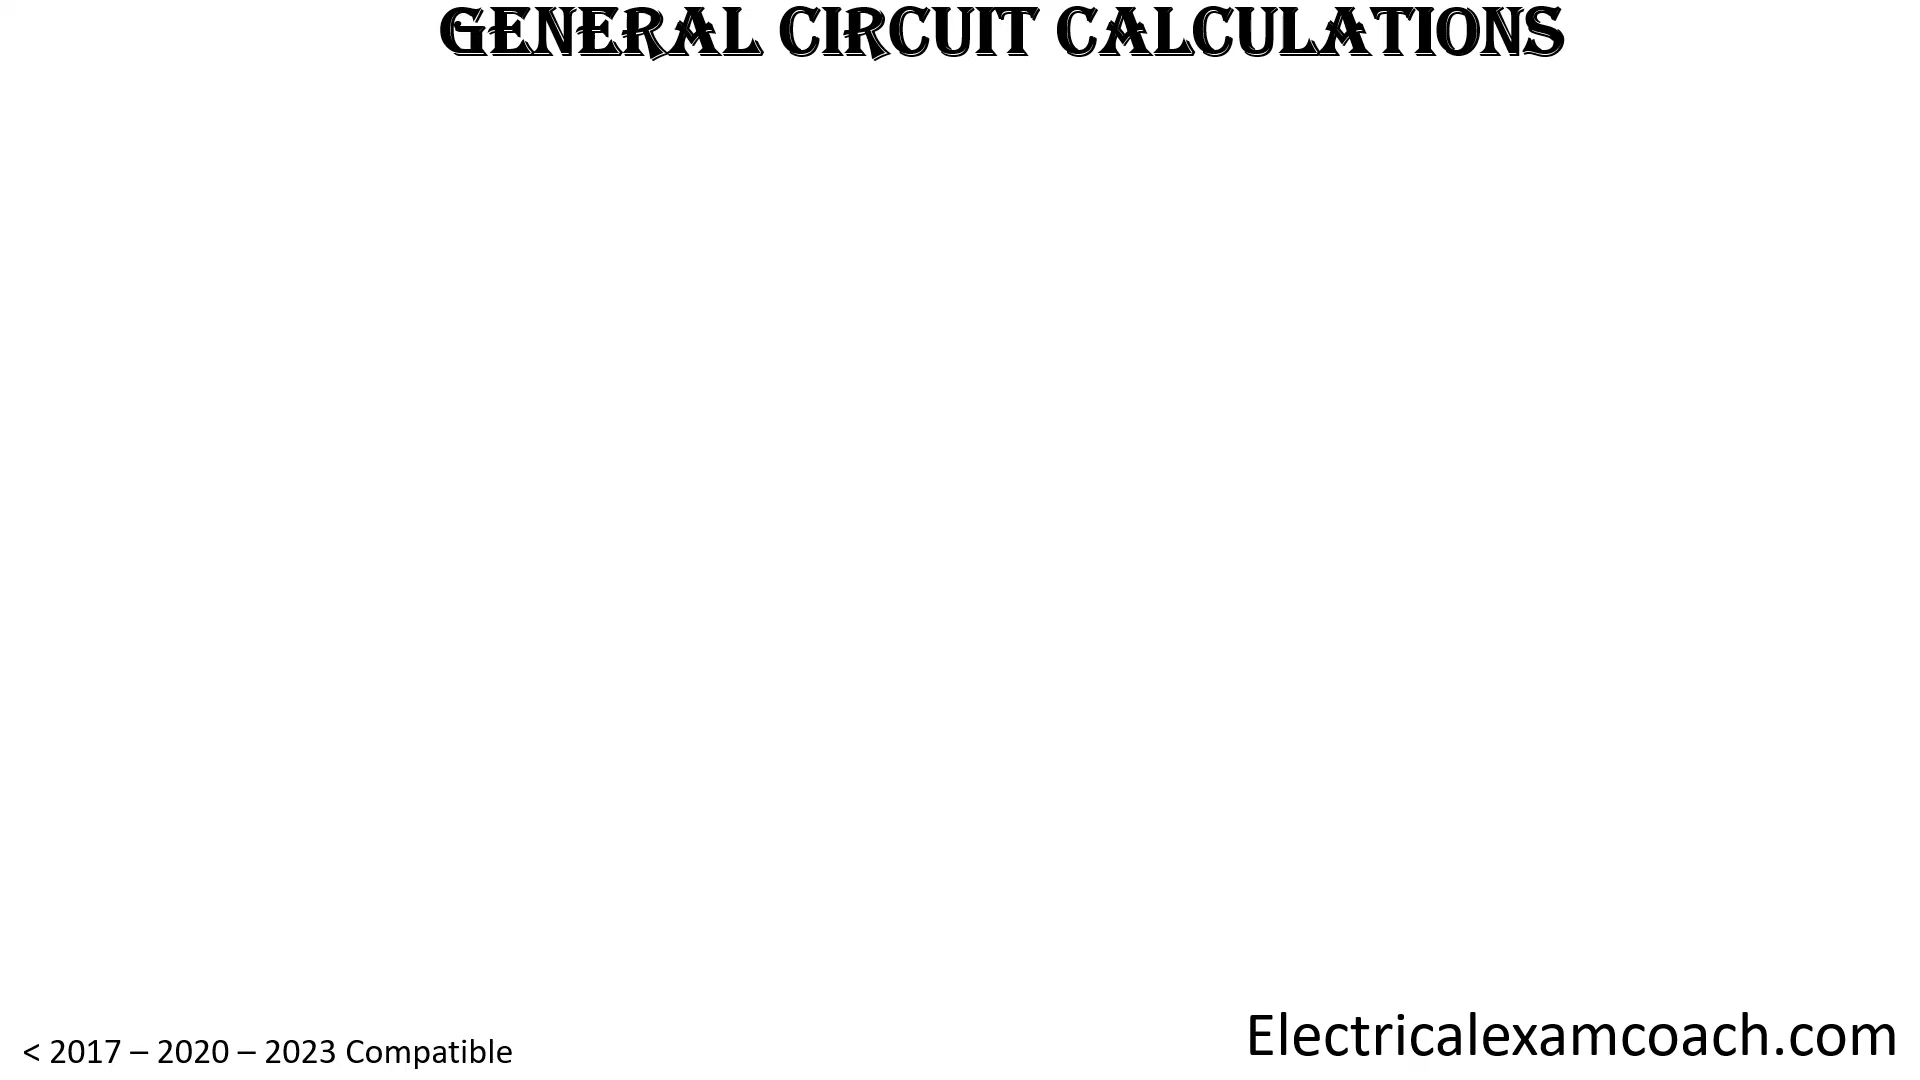 GENERAL CIRCUIT CALCULATIONS
< 2017 – 2020 – 2023 Compatible
Electricalexamcoach.com